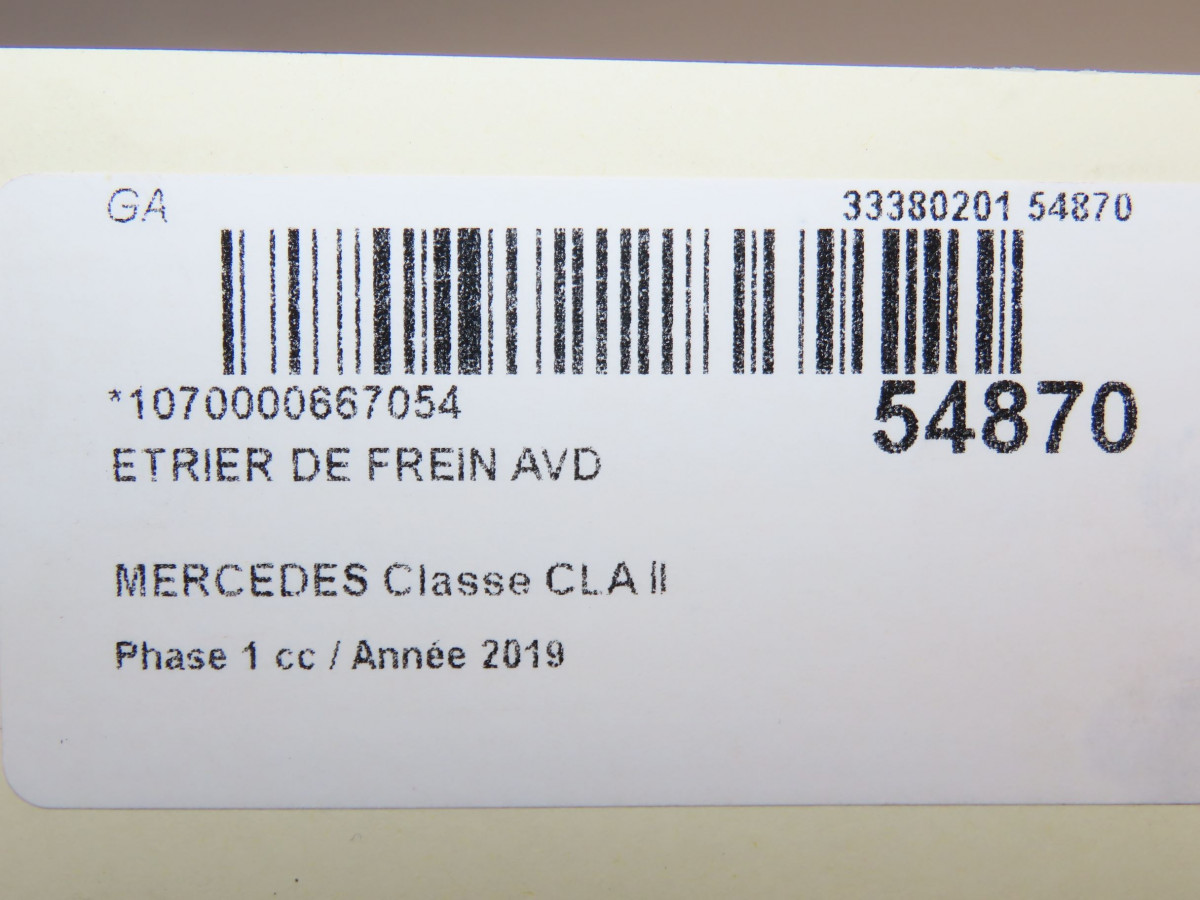 GA
33380201 54870
*1070000667054
54870
ETRIER DE FREIN AVD
MERCEDES Classe CLA II
Phase 1 cc / Année 2019